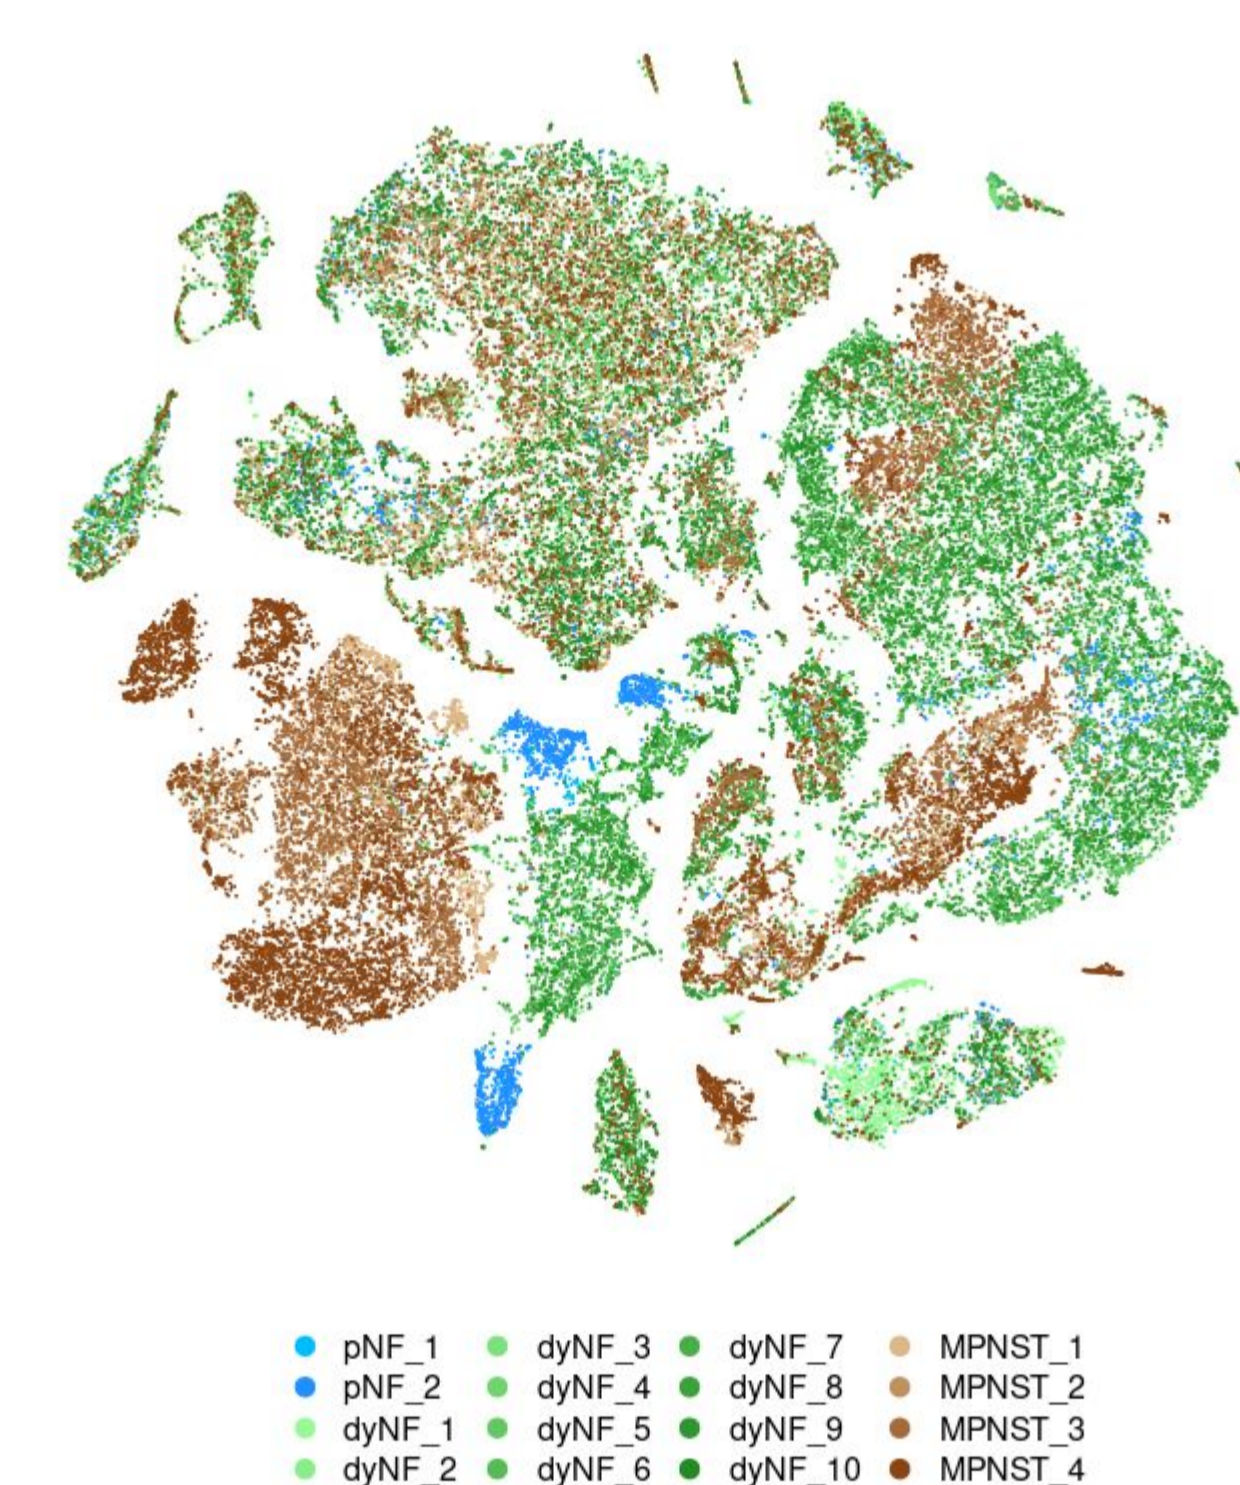 pNF_1 dyNF_3 dyNF_7 MPNST_1
pNF_2 dyNF_4 dyNF_8 MPNST_2
dyNF_1 dyNF_5 dyNF_9 MPNST_3
dyNF_2 dyNF_6 dyNF_10 MPNST_4